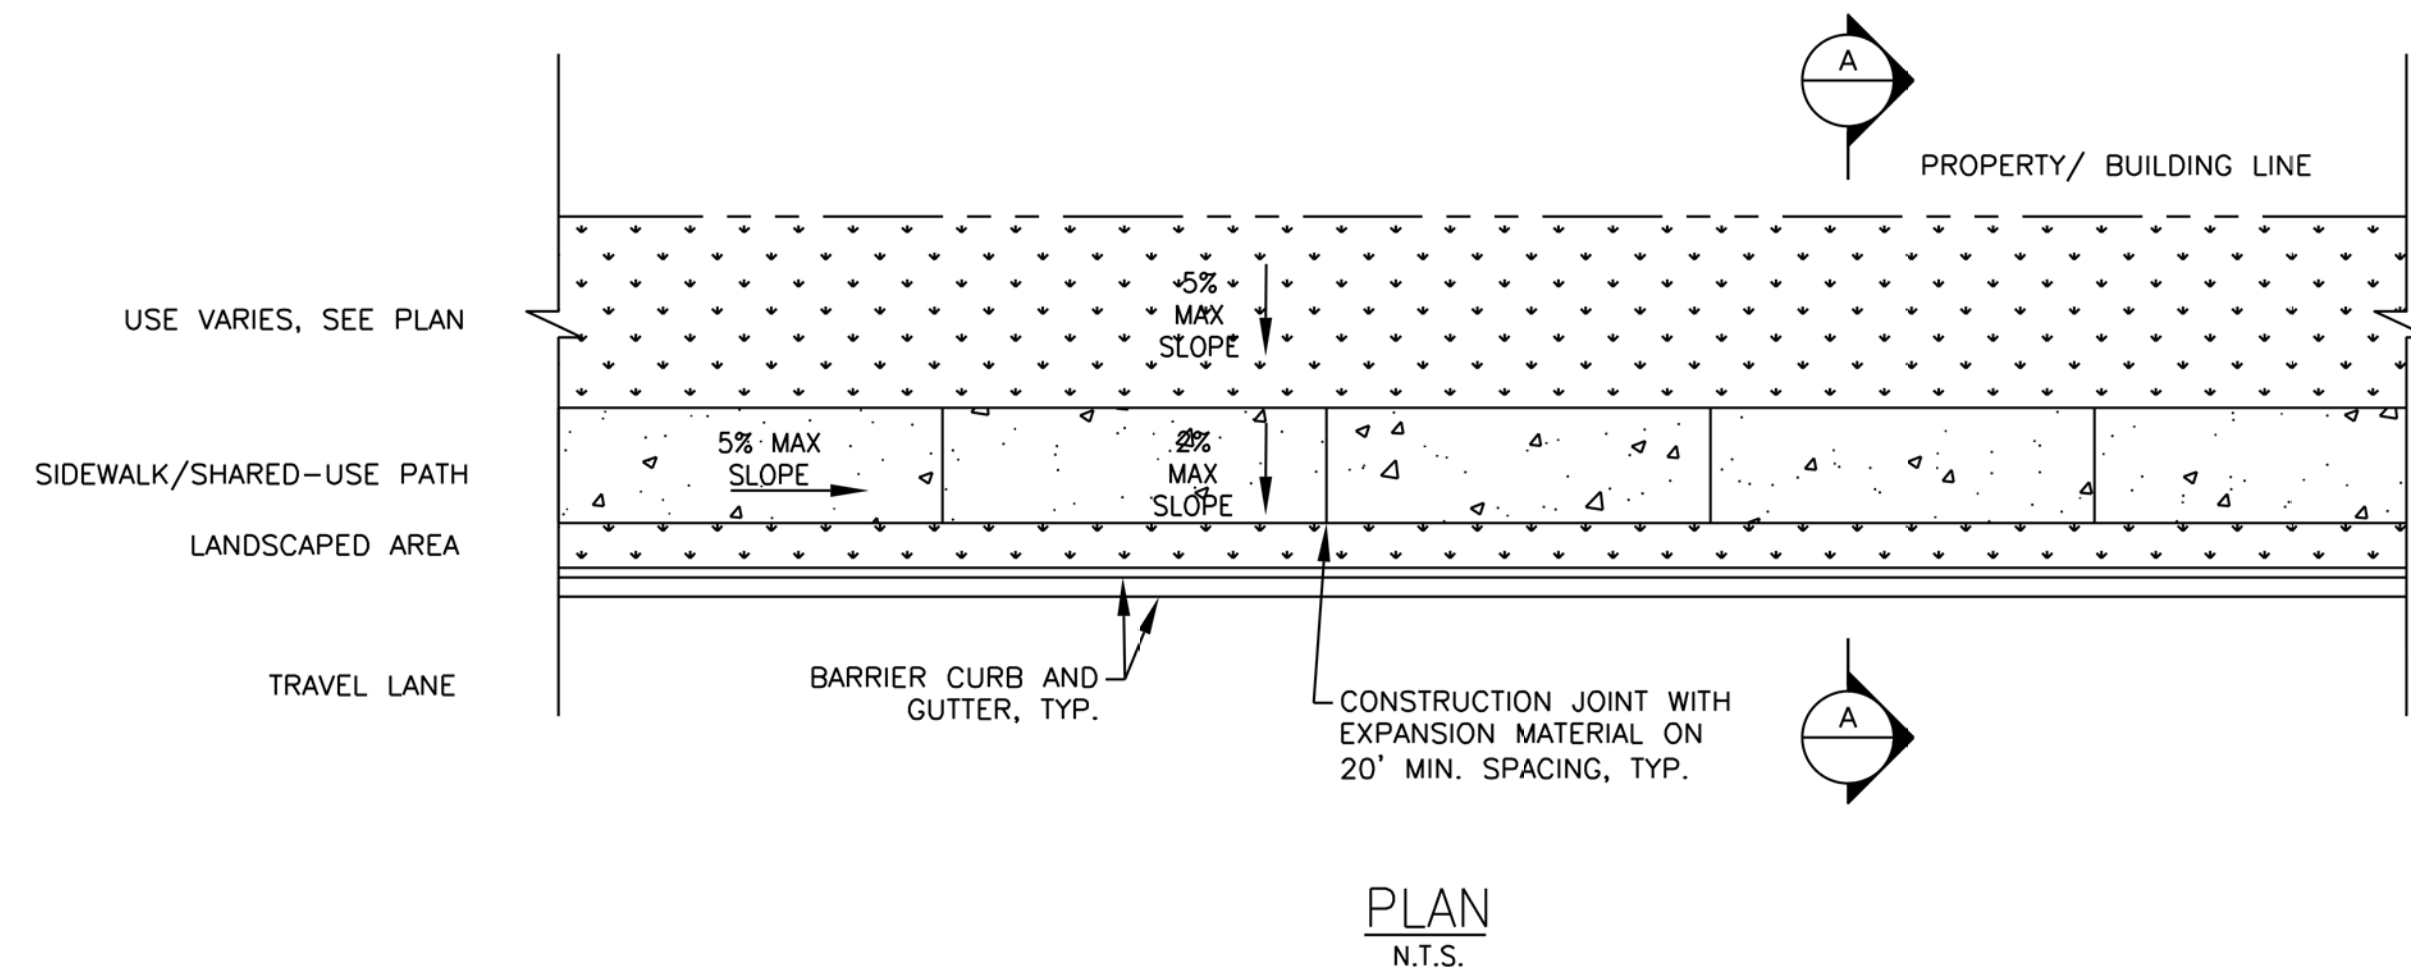 A
PROPERTY/ BUILDING LINE
USE VARIES, SEE PLAN
5%
MAX
SLOPE
SIDEWALK/SHARED-USE PATH
5% MAX
SLOPE
2%
MAX
SLOPE
LANDSCAPED AREA
TRAVEL LANE
BARRIER CURB AND
GUTTER, TYP.
CONSTRUCTION JOINT WITH
EXPANSION MATERIAL ON
20' MIN. SPACING, TYP.
A
PLAN
N.T.S.